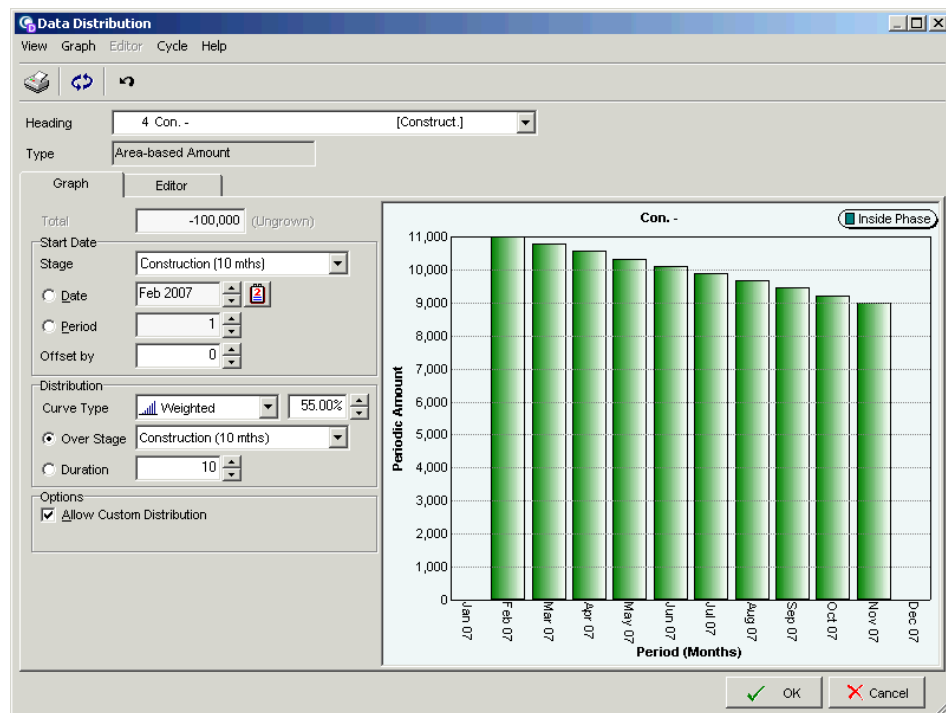 Data Distribution
View Graph Editor Cycle Help
Heading 4 Con. - [Construct.]
Type Area-based Amount
Graph Editor
Total -100,000 (Ungrown)
Start Date
Stage Construction (10 mths)
Date Feb 2007 2
Period 1
Offset by 0
Distribution
Curve Type Weighted 55.00%
Over Stage Construction (10 mths)
Duration 10
Options
Allow Custom Distribution
Con. -
Inside Phase
Periodic Amount
11,000
10,000
9,000
8,000
7,000
6,000
5,000
4,000
3,000
2,000
1,000
0
Jan 07 Feb 07 Mar 07 Apr 07 May 07 Jun 07 Jul 07 Aug 07 Sep 07 Oct 07 Nov 07 Dec 07
Period (Months)
OK Cancel